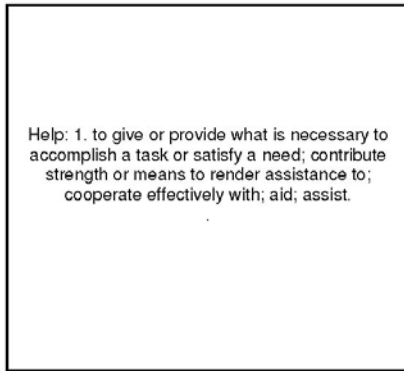 Help: 1. to give or provide what is necessary to
accomplish a task or satisfy a need; contribute
strength or means to render assistance to;
cooperate effectively with; aid; assist.
.